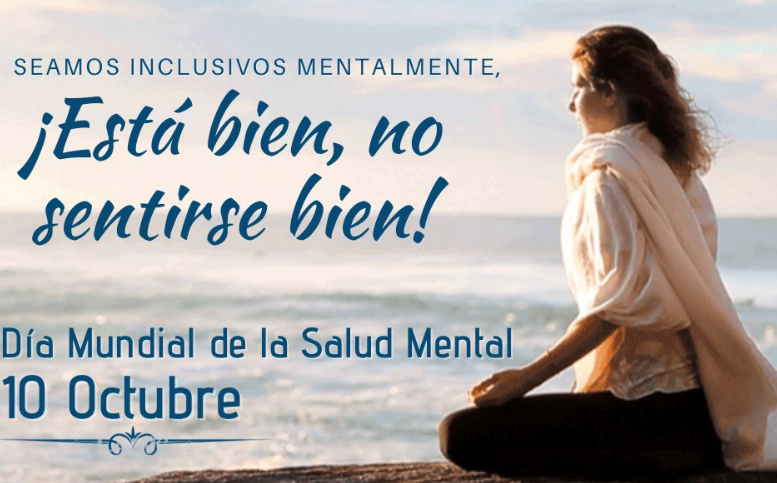 SEAMOS INCLUSIVOS MENTALMENTE,
¡Está bien, no
sentirse bien!
Día Mundial de la Salud Mental
10 Octubre